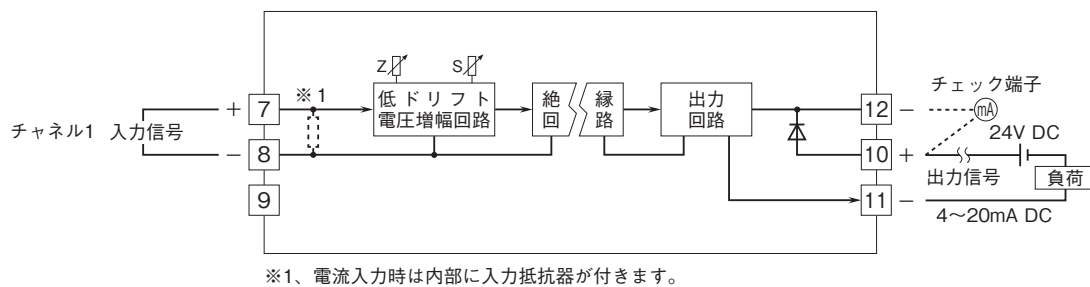 Z S
※1
低ドリフト
電圧増幅回路
絶
回
縁
路
出力
回路
チャネル1 入力信号
+ 7
− 8
9
12 −
10 +
11 −
チェック端子
mA
24V DC
出力信号
負荷
4〜20mA DC
※1、電流入力時は内部に入力抵抗器が付きます。